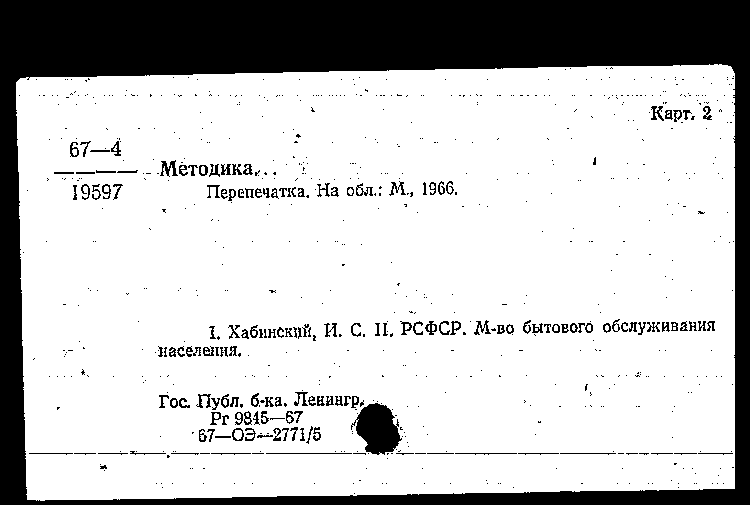 Карт. 2
67—4
19597
Методика...
Перепечатка. На обл.: М., 1966.
I. Хабинский, И. С. II. РСФСР. М-во бытового обслуживания
населения.
Гос. Публ. б-ка. Ленингр.
Рг 9845—67
67—ОЭ—2771/5